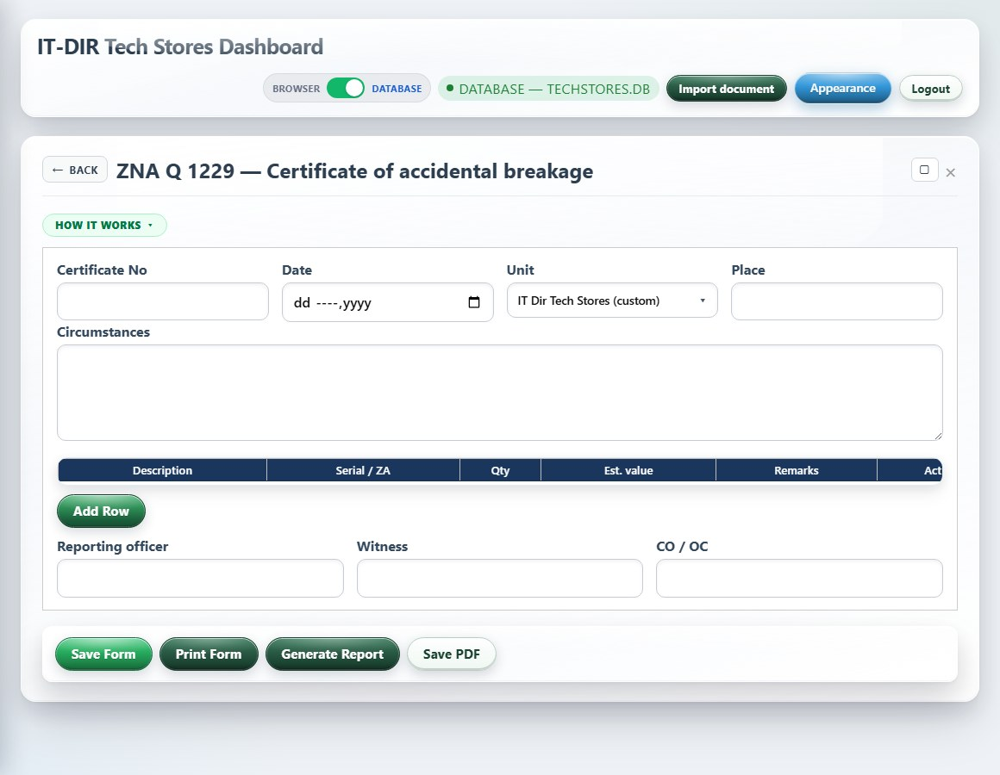 IT-DIR Tech Stores Dashboard
BROWSER DATABASE DATABASE — TECHSTORES.DB Import document Appearance Logout
← BACK ZNA Q 1229 — Certificate of accidental breakage ×
HOW IT WORKS
Certificate No Date Unit Place
dd ----,yyyy IT Dir Tech Stores (custom)
Circumstances
Description Serial / ZA Qty Est. value Remarks Act
Add Row
Reporting officer Witness CO / OC
Save Form Print Form Generate Report Save PDF